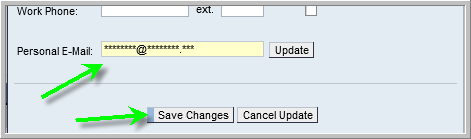 Work Phone: ext.
Personal E-Mail: ********@********.*** Update
Save Changes Cancel Update